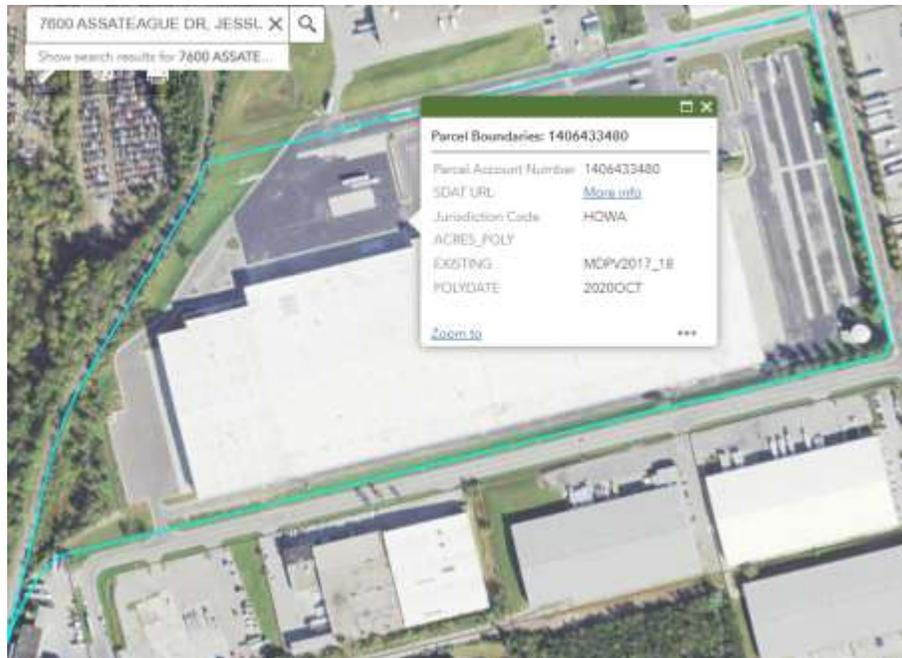 7600 ASSATEAGUE DR, JESSU
Show search results for 7600 ASSATE...
Parcel Boundaries: 1406433480
Parcel Account Number 1406433480
SDAT URL More info
Jurisdiction Code HOWA
ACRES_POLY
EXISTING MDPV2017_18
POLYDATE 2020OCT
Zoom to